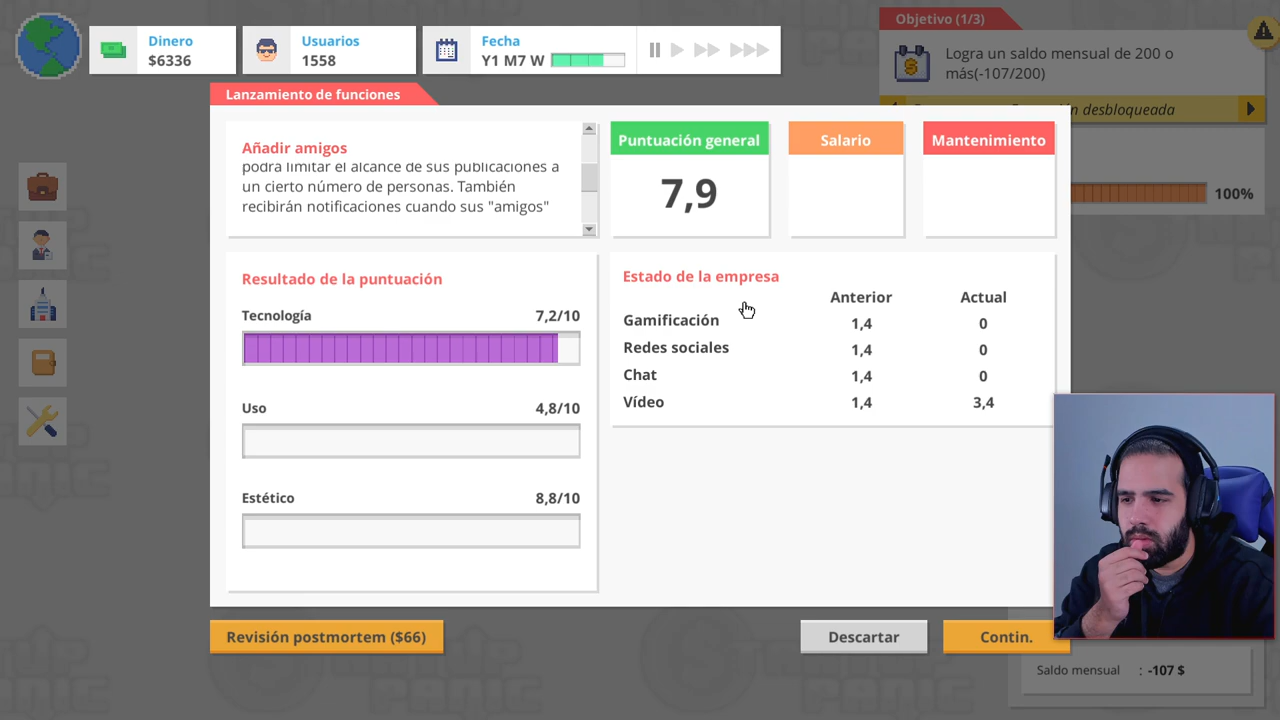 Dinero
$6336
Usuarios
1558
Fecha
Y1 M7 W
Objetivo (1/3)
Logra un saldo mensual de 200 o
más(-107/200)
desbloqueada
100%
Lanzamiento de funciones
Añadir amigos
podrá limitar el alcance de sus publicaciones a
un cierto número de personas. También
recibirán notificaciones cuando sus "amigos"
Puntuación general
7,9
Salario
Mantenimiento
Resultado de la puntuación
Tecnología 7,2/10
Uso 4,8/10
Estético 8,8/10
Estado de la empresa
Anterior Actual
Gamificación 1,4 0
Redes sociales 1,4 0
Chat 1,4 0
Vídeo 1,4 3,4
Revisión postmortem ($66)
Descartar
Contin.
Saldo mensual : -107 $